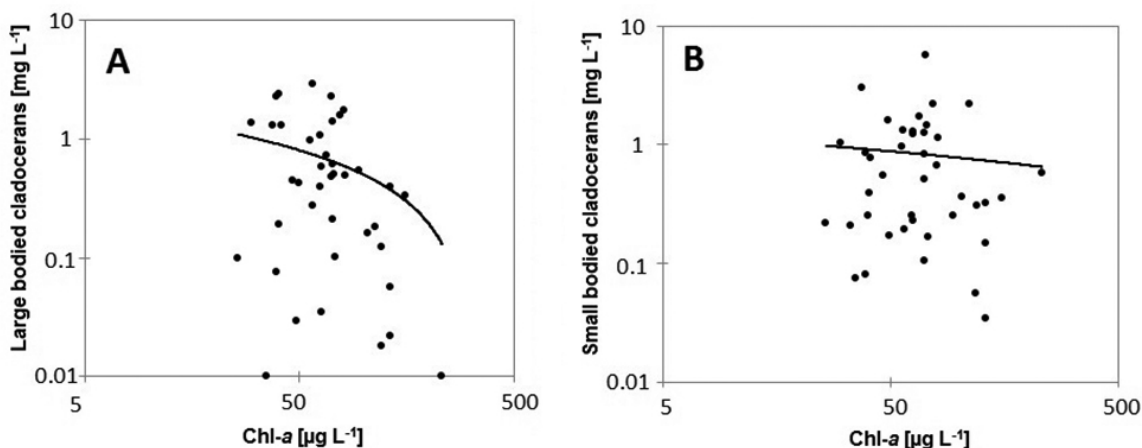 A
Large bodied cladocerans [mg L⁻¹]
10
1
0.1
0.01
5
50
500
Chl-a [µg L⁻¹]
B
Small bodied cladocerans [mg L⁻¹]
10
1
0.1
0.01
5
50
500
Chl-a [µg L⁻¹]